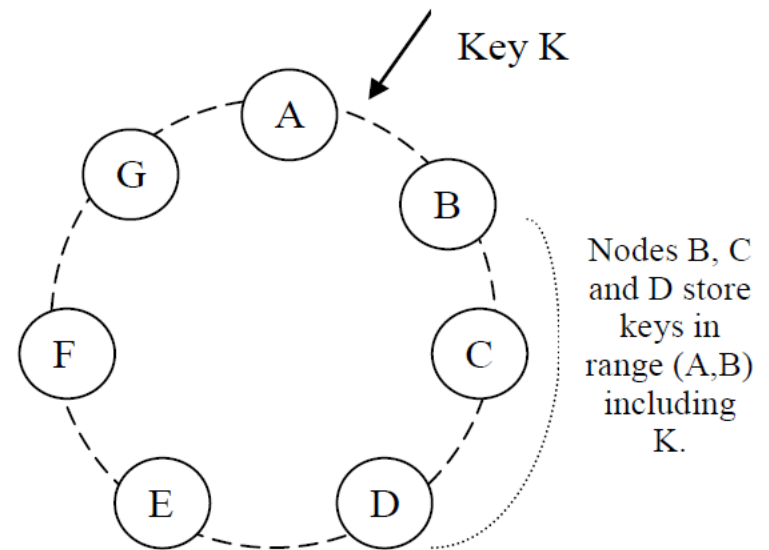 Key K
A
G
B
Nodes B, C
and D store
keys in
range (A,B)
including
K.
F
C
E
D